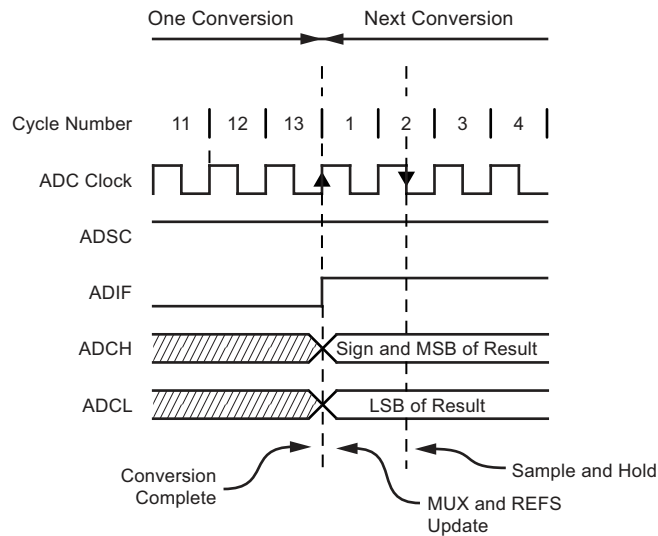 One Conversion Next Conversion
Cycle Number 11 12 13 1 2 3 4
ADC Clock
ADSC
ADIF
ADCH Sign and MSB of Result
ADCL LSB of Result
Conversion
Complete
MUX and REFS
Update
Sample and Hold